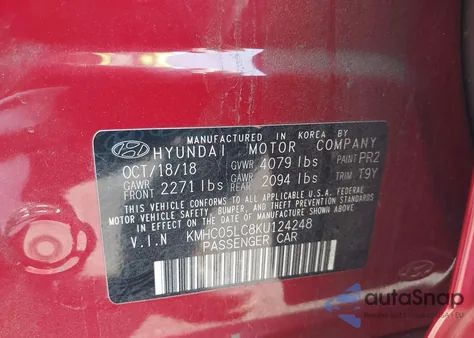 MANUFACTURED IN KOREA BY
HYUNDAI MOTOR COMPANY
OCT/18/18 GVWR 4079 lbs PAINT PR2
GAWR FRONT 2271 lbs GAWR REAR 2094 lbs TRIM T9Y
THIS VEHICLE CONFORMS TO ALL APPLICABLE U.S.A. FEDERAL
MOTOR VEHICLE SAFETY, BUMPER, AND THEFT PREVENTION STANDARDS
IN EFFECT ON THE DATE OF MANUFACTURE SHOWN ABOVE.
V.I.N KMHC05LC8KU124248
PASSENGER CAR
autoSnap